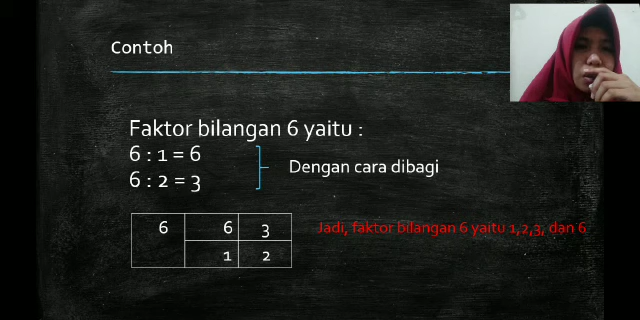 Contoh
Faktor bilangan 6 yaitu :
6 : 1 = 6
6 : 2 = 3
Dengan cara dibagi
6 6 3
1 2
Jadi, faktor bilangan 6 yaitu 1,2,3, dan 6